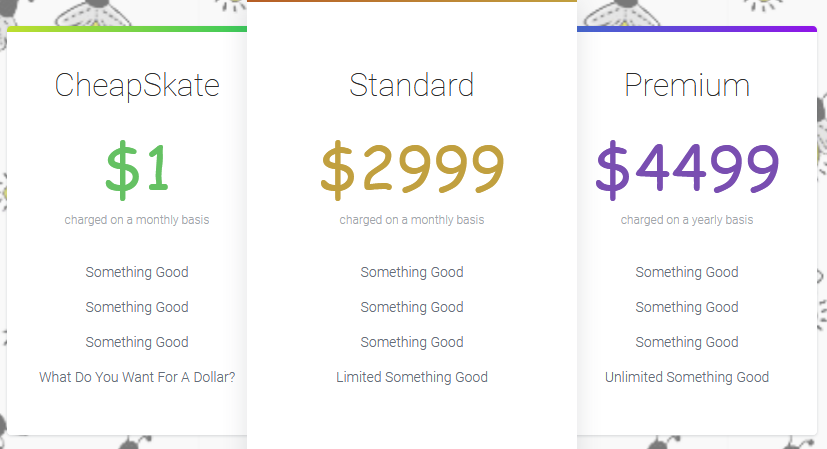 CheapSkate
$1
charged on a monthly basis
Something Good
Something Good
Something Good
What Do You Want For A Dollar?
Standard
$2999
charged on a monthly basis
Something Good
Something Good
Something Good
Limited Something Good
Premium
$4499
charged on a yearly basis
Something Good
Something Good
Something Good
Unlimited Something Good